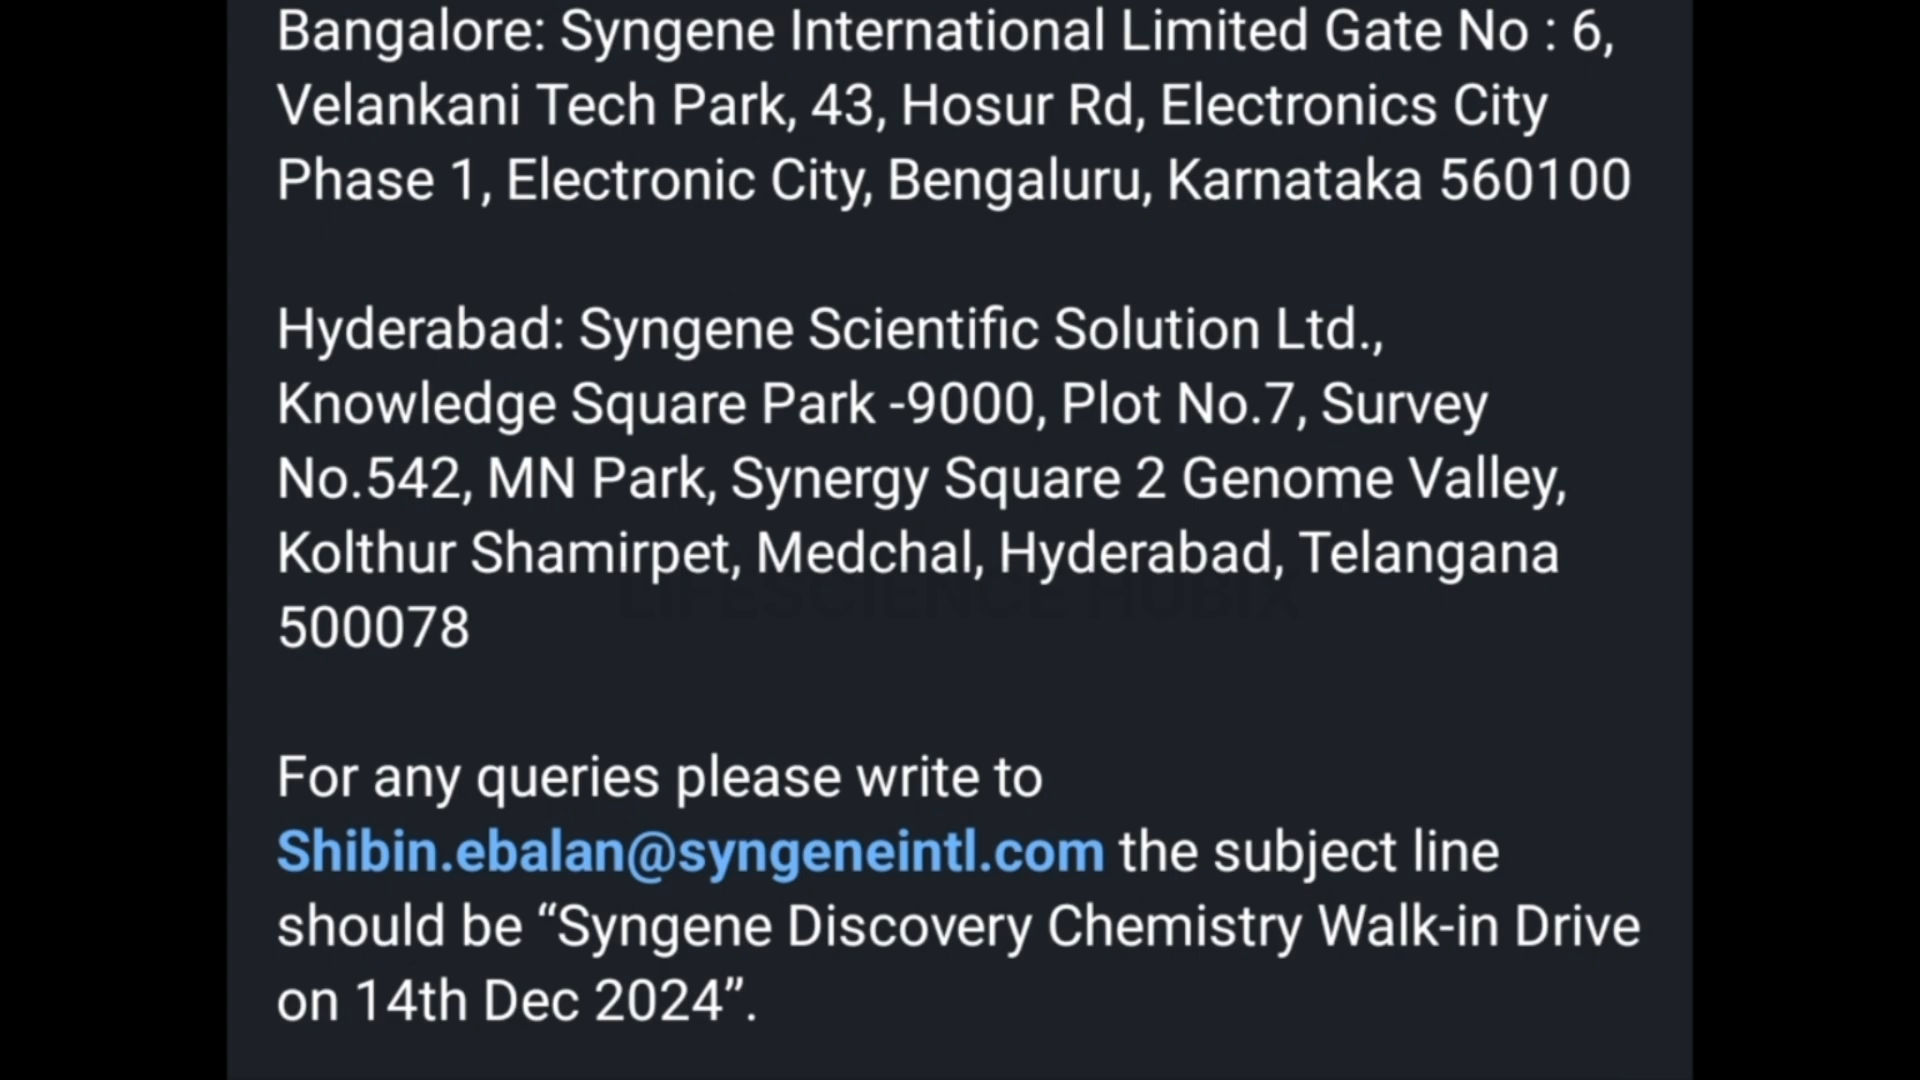 Bangalore: Syngene International Limited Gate No : 6,
Velankani Tech Park, 43, Hosur Rd, Electronics City
Phase 1, Electronic City, Bengaluru, Karnataka 560100
Hyderabad: Syngene Scientific Solution Ltd.,
Knowledge Square Park -9000, Plot No.7, Survey
No.542, MN Park, Synergy Square 2 Genome Valley,
Kolthur Shamirpet, Medchal, Hyderabad, Telangana
LIFESCIENCE HUBIX
500078
For any queries please write to
Shibin.ebalan@syngeneintl.com the subject line
should be “Syngene Discovery Chemistry Walk-in Drive
on 14th Dec 2024”.